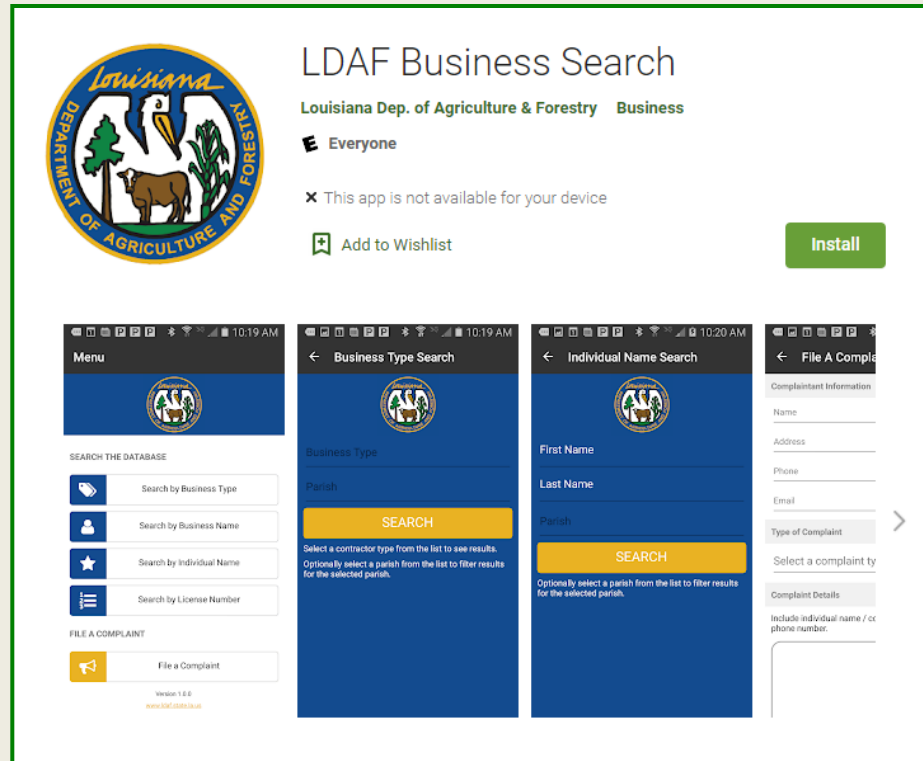 Louisiana
DEPARTMENT OF AGRICULTURE AND FORESTRY
LDAF Business Search
Louisiana Dep. of Agriculture & Forestry Business
E Everyone
This app is not available for your device
Add to Wishlist
Install
10:19 AM
Menu
SEARCH THE DATABASE
Search by Business Type
Search by Business Name
Search by Individual Name
Search by License Number
FILE A COMPLAINT
File a Complaint
Version 1.0.0
www.ldaf.state.la.us
10:19 AM
Business Type Search
Business Type
Parish
SEARCH
Select a contractor type from the list to see results.
Optionally select a parish from the list to filter results
for the selected parish.
10:20 AM
Individual Name Search
First Name
Last Name
Parish
SEARCH
Optionally select a parish from the list to filter results
for the selected parish.
File A Compla
Complaintant Information
Name
Address
Phone
Email
Type of Complaint
Select a complaint ty
Complaint Details
Include individual name / co
phone number.